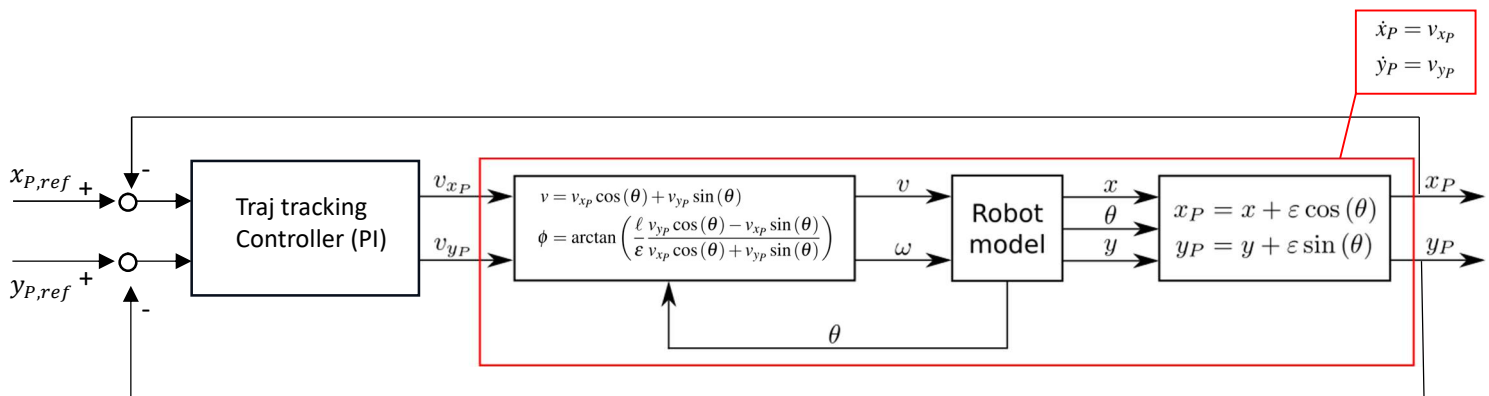 ẋ_P = v_{x_P}
ẏ_P = v_{y_P}
x_{P,ref} +
-
y_{P,ref} +
-
Traj tracking
Controller (PI)
v_{x_P}
v_{y_P}
v = v_{x_P} cos (θ) + v_{y_P} sin (θ)
ϕ = arctan ( \frac{ℓ}{ε} \frac{v_{y_P} cos (θ) − v_{x_P} sin (θ)}{v_{x_P} cos (θ) + v_{y_P} sin (θ)} )
v
ω
Robot
model
θ
x
θ
y
x_P = x + ε cos (θ)
y_P = y + ε sin (θ)
x_P
y_P